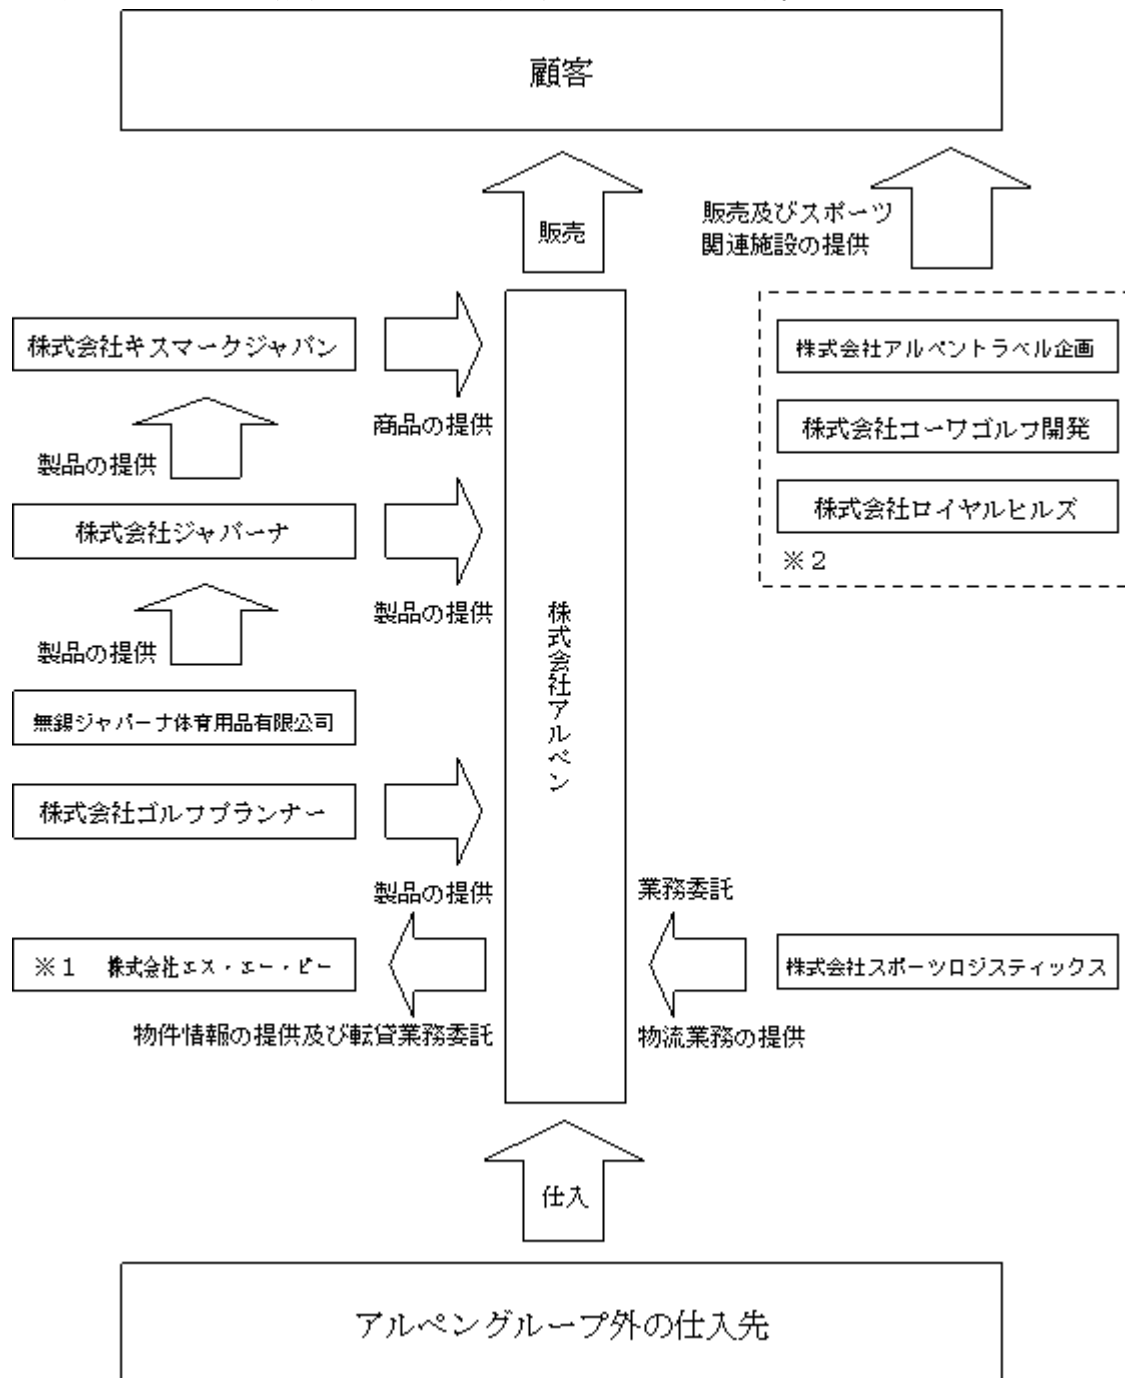 顧客
販売
販売及びスポーツ
関連施設の提供
株式会社キスマークジャパン
商品の提供
株式会社アルペントラベル企画
株式会社コーワゴルフ開発
株式会社ロイヤルヒルズ
※2
製品の提供
株式会社ジャパーナ
製品の提供
製品の提供
無錫ジャパーナ体育用品有限公司
株式会社ゴルフプランナー
製品の提供
株式会社アルペン
業務委託
※1 株式会社エス・エー・ピー
株式会社スポーツロジスティックス
物件情報の提供及び転貸業務委託
物流業務の提供
仕入
アルペングループ外の仕入先